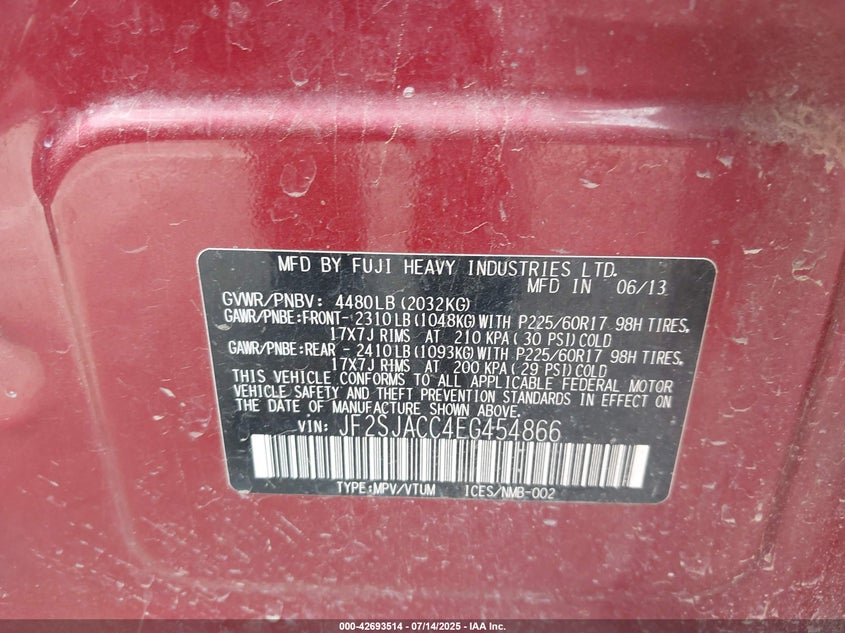 MFD BY FUJI HEAVY INDUSTRIES LTD.
MFD IN 06/13
GVWR/PNBV: 4480LB(2032KG)
GAWR/PNBE:FRONT-2310LB(1048KG)WITH P225/60R17 98H TIRES,
17X7J RIMS AT 210 KPA( 30 PSI)COLD
GAWR/PNBE:REAR -2410LB(1093KG)WITH P225/60R17 98H TIRES,
17X7J RIMS AT 200 KPA( 29 PSI)COLD
THIS VEHICLE CONFORMS TO ALL APPLICABLE FEDERAL MOTOR
VEHICLE SAFETY AND THEFT PREVENTION STANDARDS IN EFFECT ON
THE DATE OF MANUFACTURE SHOWN ABOVE.
VIN: JF2SJACC4EG454866
TYPE:MPV/VTUM ICES/NMB-002
000-42693514 - 07/14/2025 - IAA Inc.